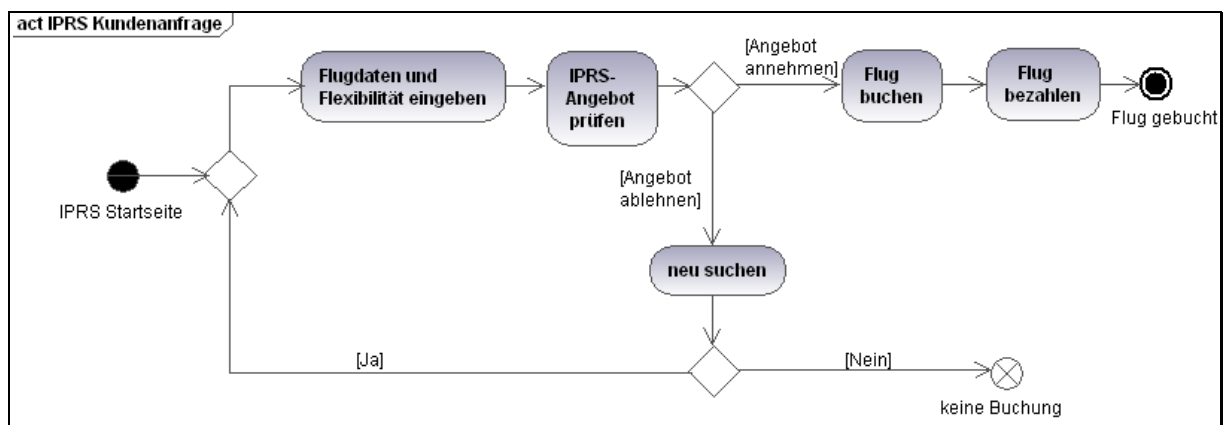 act IPRS Kundenanfrage
[Angebot
annehmen]
Flugdaten und
Flexibilität eingeben
IPRS-
Angebot
prüfen
Flug
buchen
Flug
bezahlen
Flug gebucht
IPRS Startseite
[Angebot
ablehnen]
neu suchen
[Ja]
[Nein]
keine Buchung